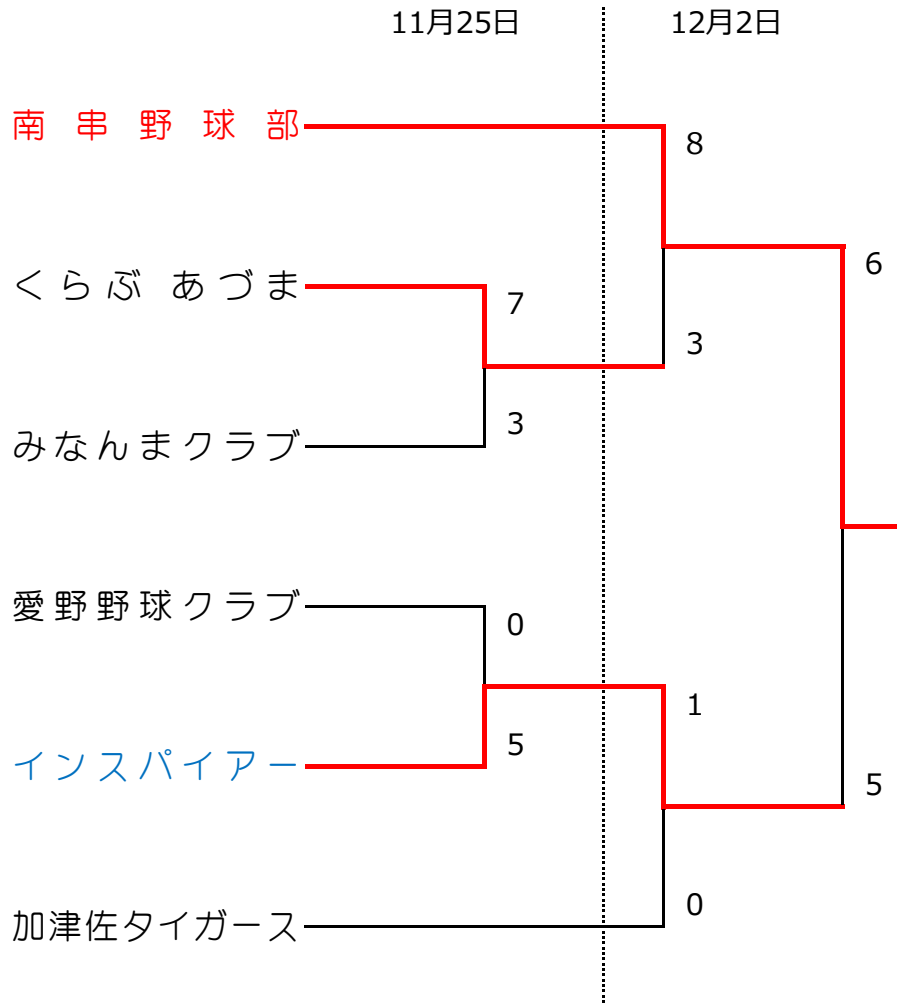 11月25日 12月2日
南串野球部
8
6
くらぶ あづま
7
3
みなんまクラブ
3
愛野野球クラブ
0
1
インスパイアー
5
5
0
加津佐タイガース